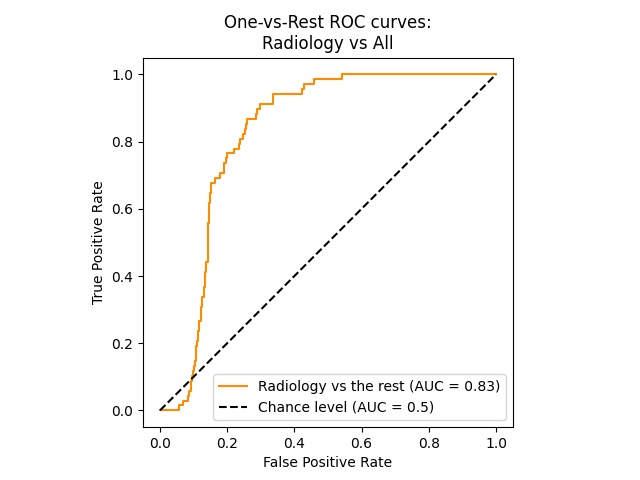 One-vs-Rest ROC curves:
Radiology vs All
1.0
0.8
0.6
0.4
0.2
0.0
True Positive Rate
Radiology vs the rest (AUC = 0.83)
Chance level (AUC = 0.5)
0.0 0.2 0.4 0.6 0.8 1.0
False Positive Rate